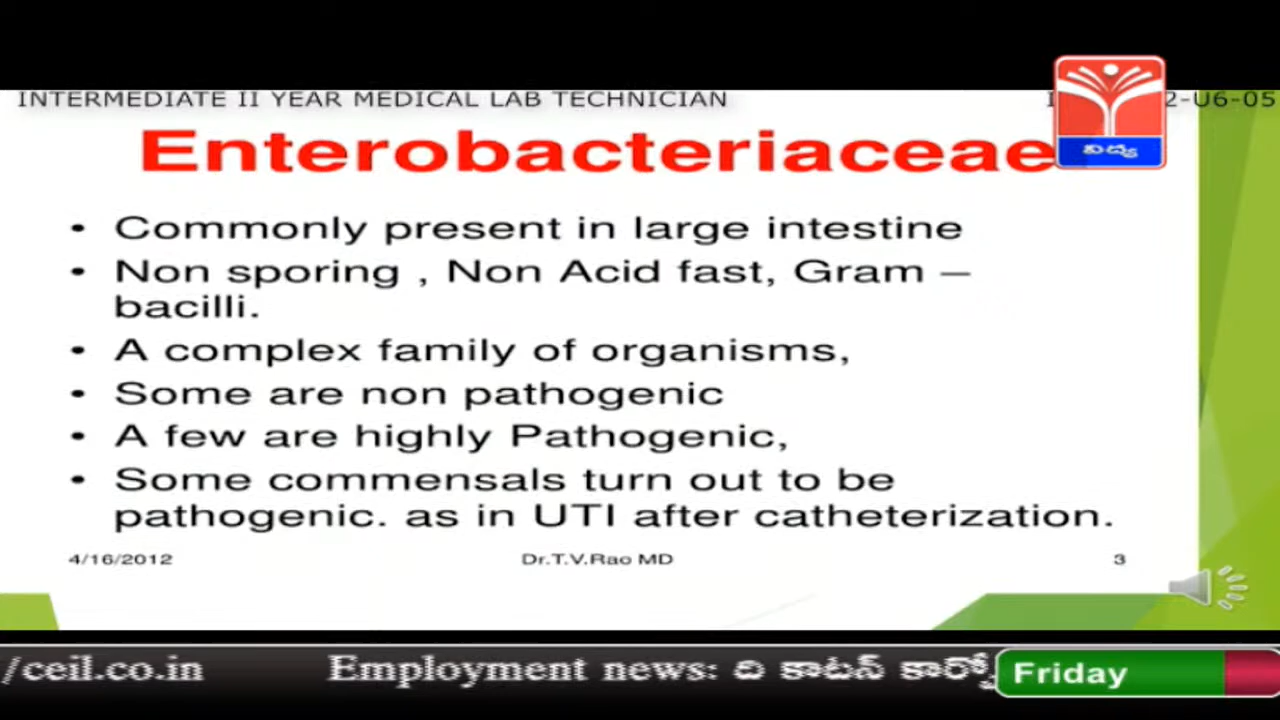 INTERMEDIATE II YEAR MEDICAL LAB TECHNICIAN
2-U6-05
విద్య
Enterobacteriaceae
• Commonly present in large intestine
• Non sporing , Non Acid fast, Gram –
bacilli.
• A complex family of organisms,
• Some are non pathogenic
• A few are highly Pathogenic,
• Some commensals turn out to be
pathogenic. as in UTI after catheterization.
4/16/2012 Dr.T.V.Rao MD 3
/ceil.co.in Employment news: ది కాటన్ కార్పో
Friday